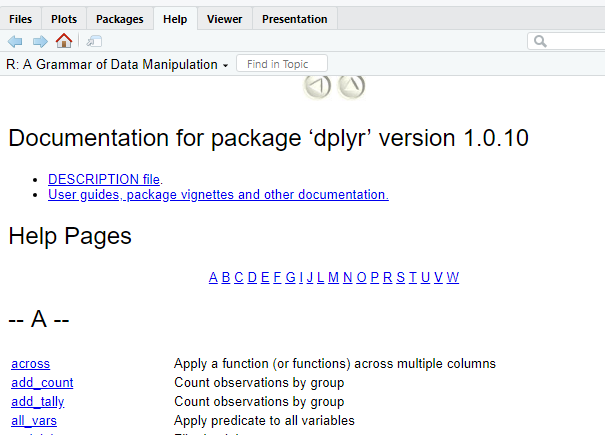 Files Plots Packages Help Viewer Presentation
R: A Grammar of Data Manipulation Find in Topic
Documentation for package ‘dplyr’ version 1.0.10
DESCRIPTION file.
User guides, package vignettes and other documentation.
Help Pages
A B C D E F G I J L M N O P R S T U V W
-- A --
across Apply a function (or functions) across multiple columns
add_count Count observations by group
add_tally Count observations by group
all_vars Apply predicate to all variables